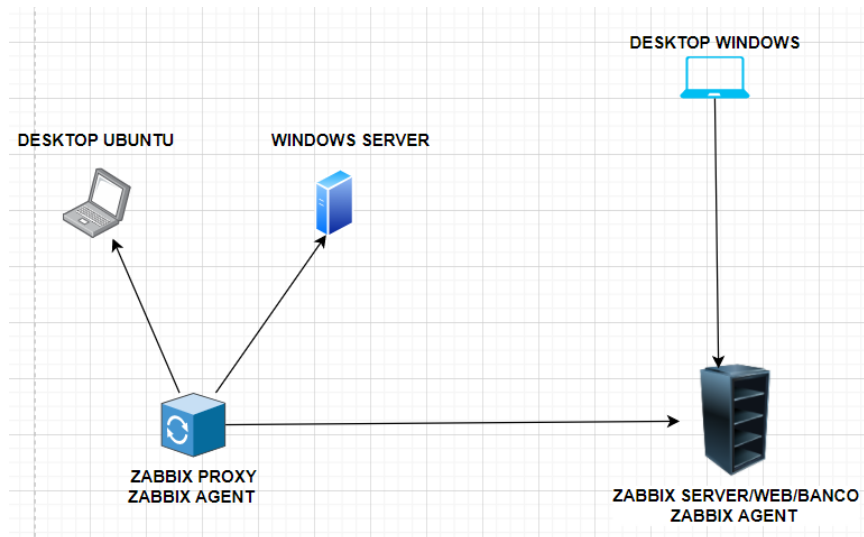 DESKTOP WINDOWS
DESKTOP UBUNTU
WINDOWS SERVER
ZABBIX PROXY
ZABBIX AGENT
ZABBIX SERVER/WEB/BANCO
ZABBIX AGENT